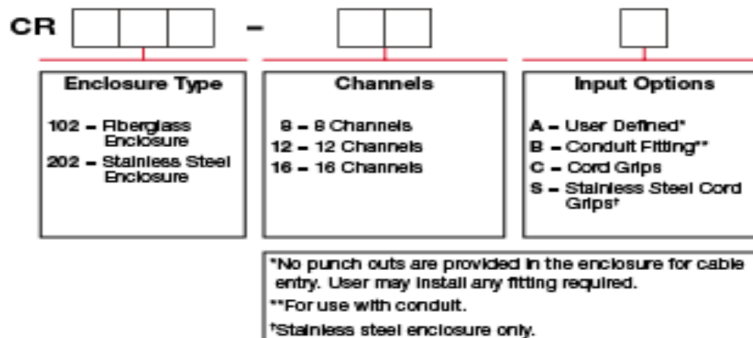 CR –
Enclosure Type
102 – Fiberglass
Enclosure
202 – Stainless Steel
Enclosure
Channels
8 – 8 Channels
12 – 12 Channels
16 – 16 Channels
Input Options
A – User Defined*
B – Conduit Fitting**
C – Cord Grips
S – Stainless Steel Cord
Grips†
*No punch outs are provided in the enclosure for cable
entry. User may install any fitting required.
**For use with conduit.
†Stainless steel enclosure only.